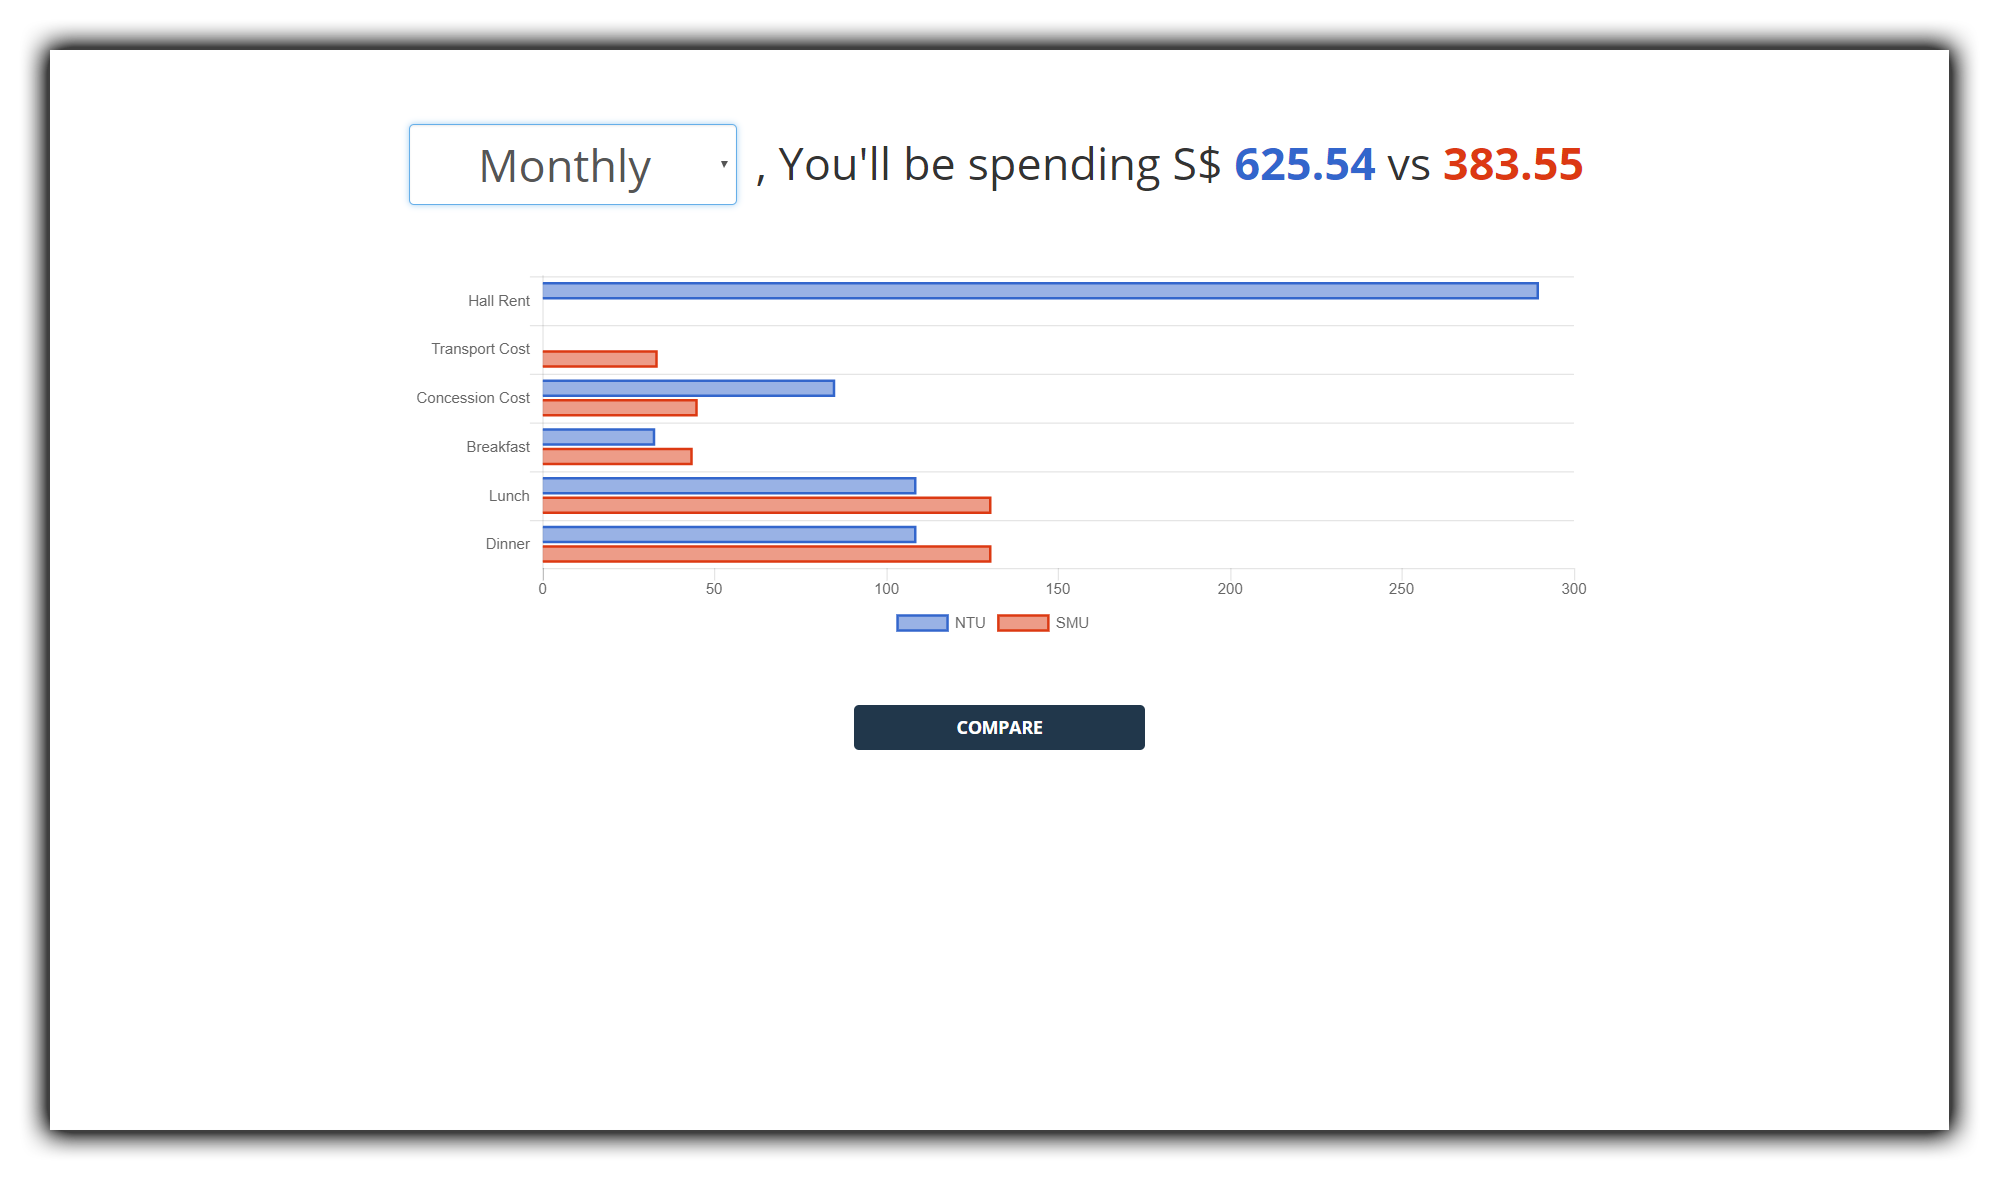 Monthly ▾ , You'll be spending S$ 625.54 vs 383.55
Hall Rent
Transport Cost
Concession Cost
Breakfast
Lunch
Dinner
0 50 100 150 200 250 300
NTU SMU
COMPARE